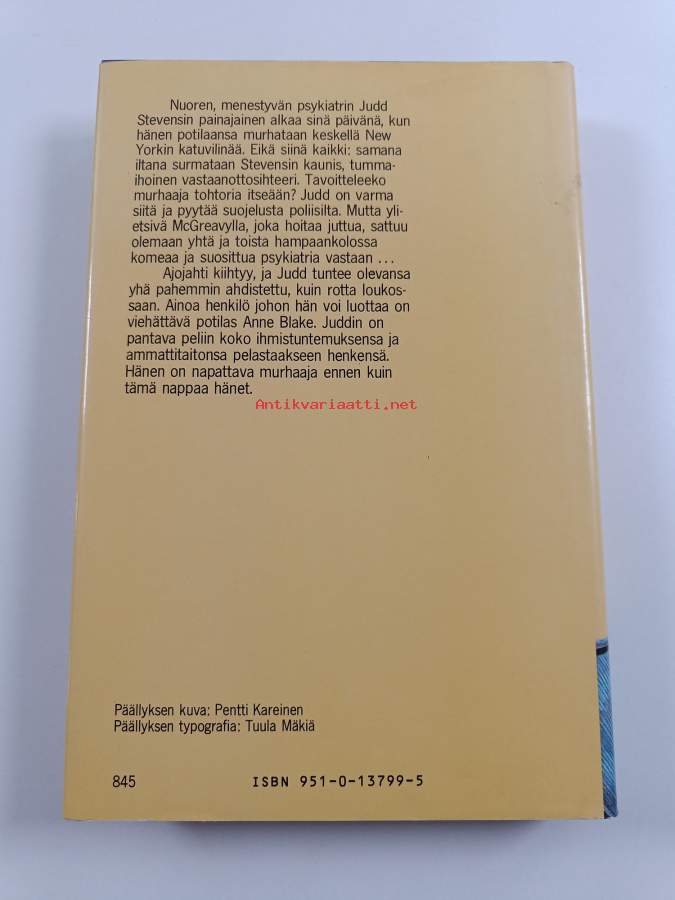 Nuoren, menestyvän psykiatrin Judd
Stevensin painajainen alkaa sinä päivänä, kun
hänen potilaansa murhataan keskellä New
Yorkin katuvilinää. Eikä siinä kaikki: samana
iltana surmataan Stevensin kaunis, tumma-
ihoinen vastaanottosihteeri. Tavoitteleeko
murhaaja tohtoria itseään? Judd on varma
siitä ja pyytää suojelusta poliisilta. Mutta yli-
etsivä McGreavylla, joka hoitaa juttua, sattuu
olemaan yhtä ja toista hampaankolossa
komeaa ja suosittua psykiatria vastaan ...
Ajojahti kiihtyy, ja Judd tuntee olevansa
yhä pahemmin ahdistettu, kuin rotta loukos-
saan. Ainoa henkilö johon hän voi luottaa on
viehättävä potilas Anne Blake. Juddin on
pantava peliin koko ihmistuntemuksensa ja
ammattitaitonsa pelastaakseen henkensä.
Hänen on napattava murhaaja ennen kuin
tämä nappaa hänet.
Antikvariaatti.net
Päällyksen kuva: Pentti Kareinen
Päällyksen typografia: Tuula Mäkiä
845 ISBN 951-0-13799-5